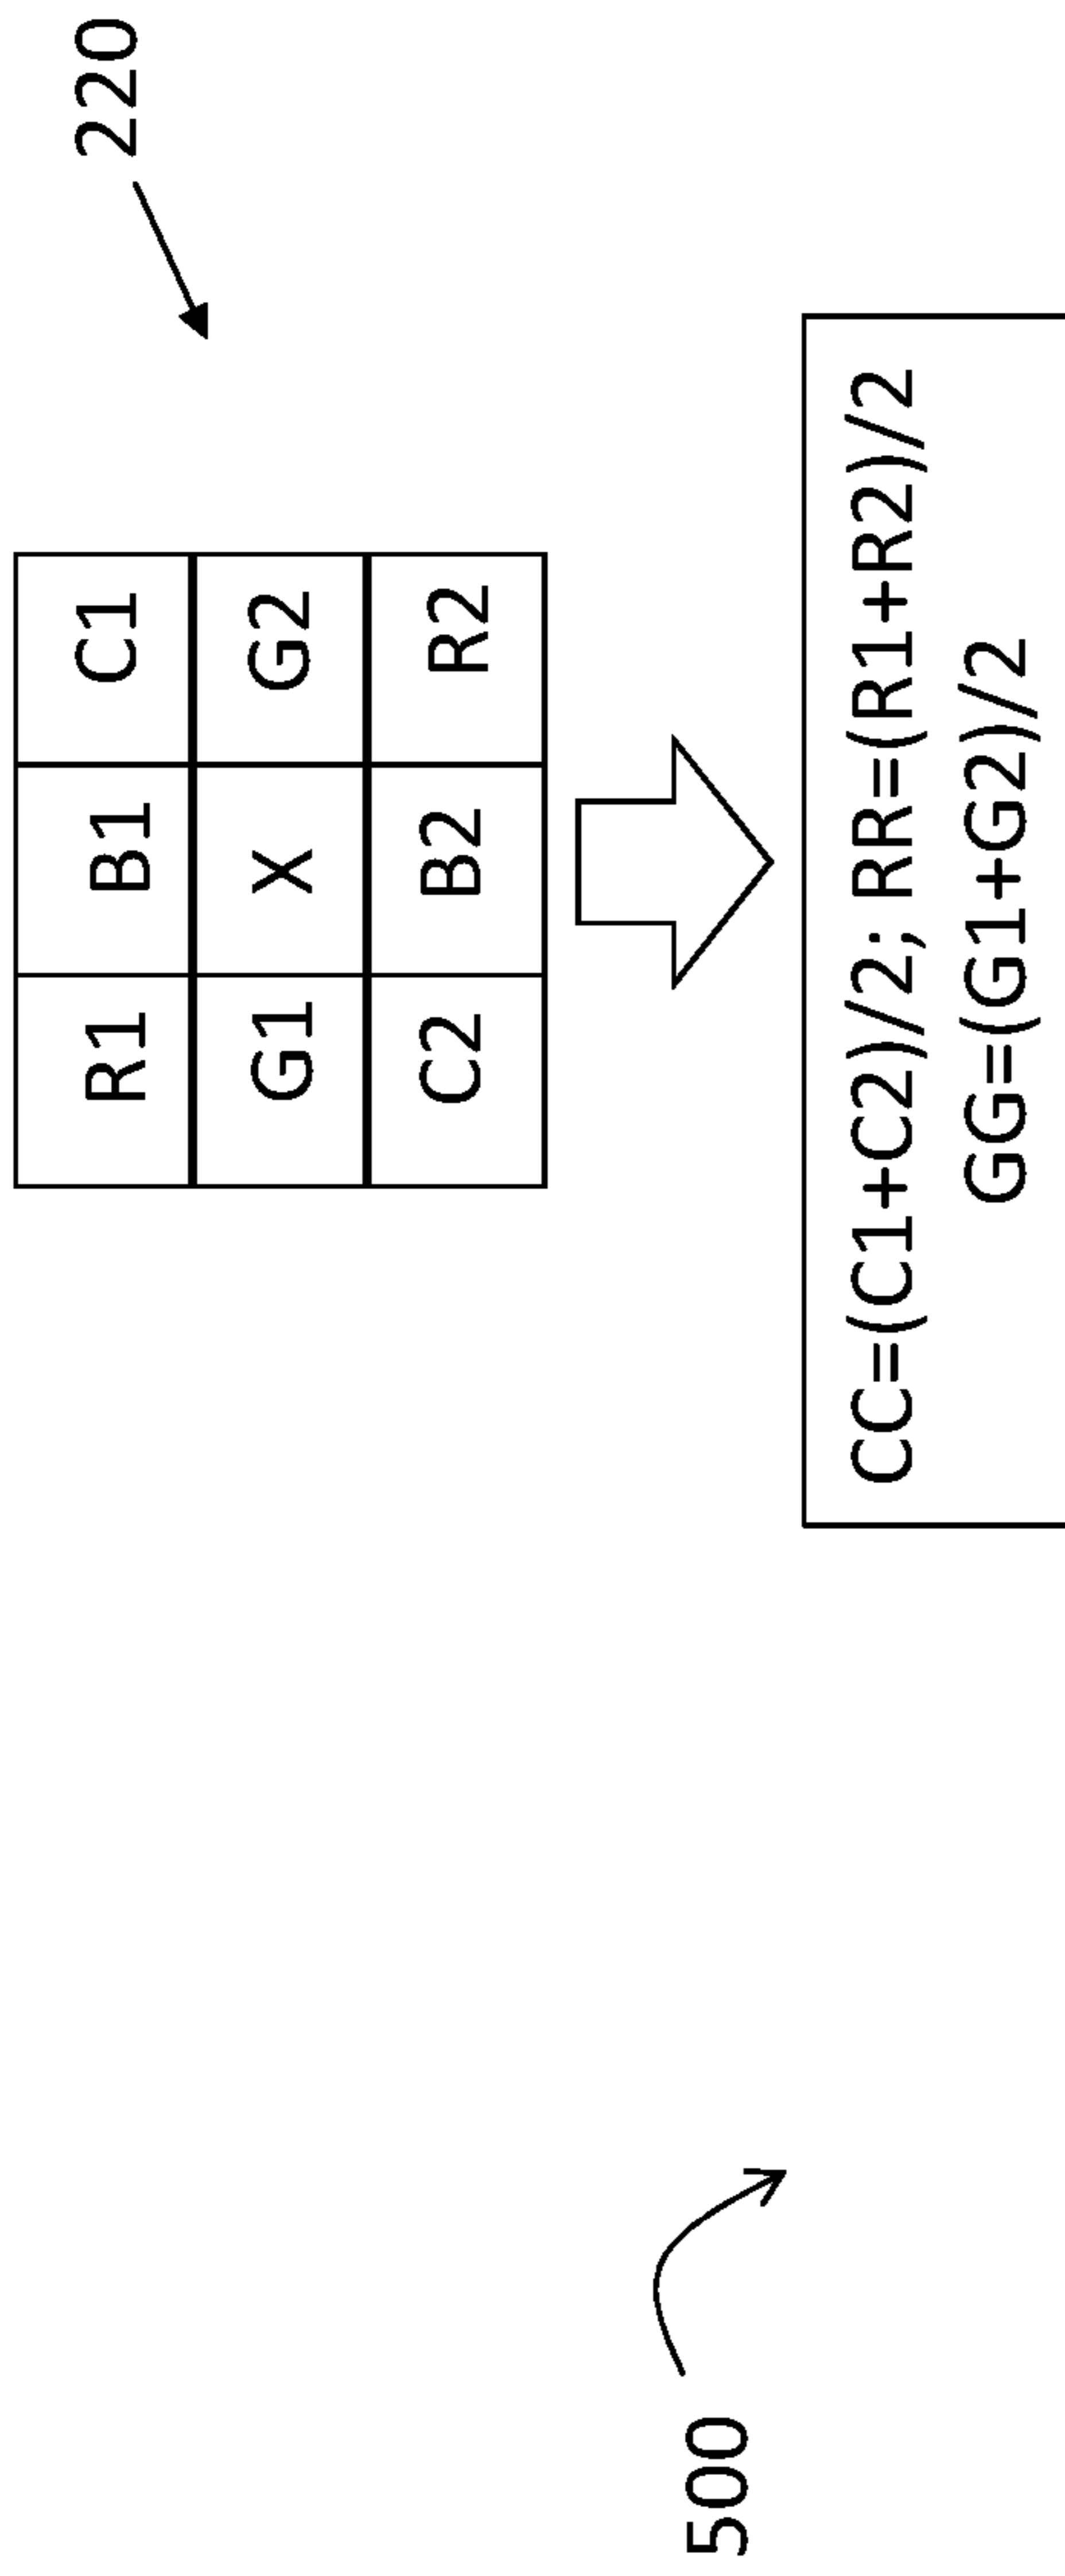 220
R1 B1 C1
G1 X G2
C2 B2 R2
500
CC=(C1+C2)/2; RR=(R1+R2)/2
GG=(G1+G2)/2